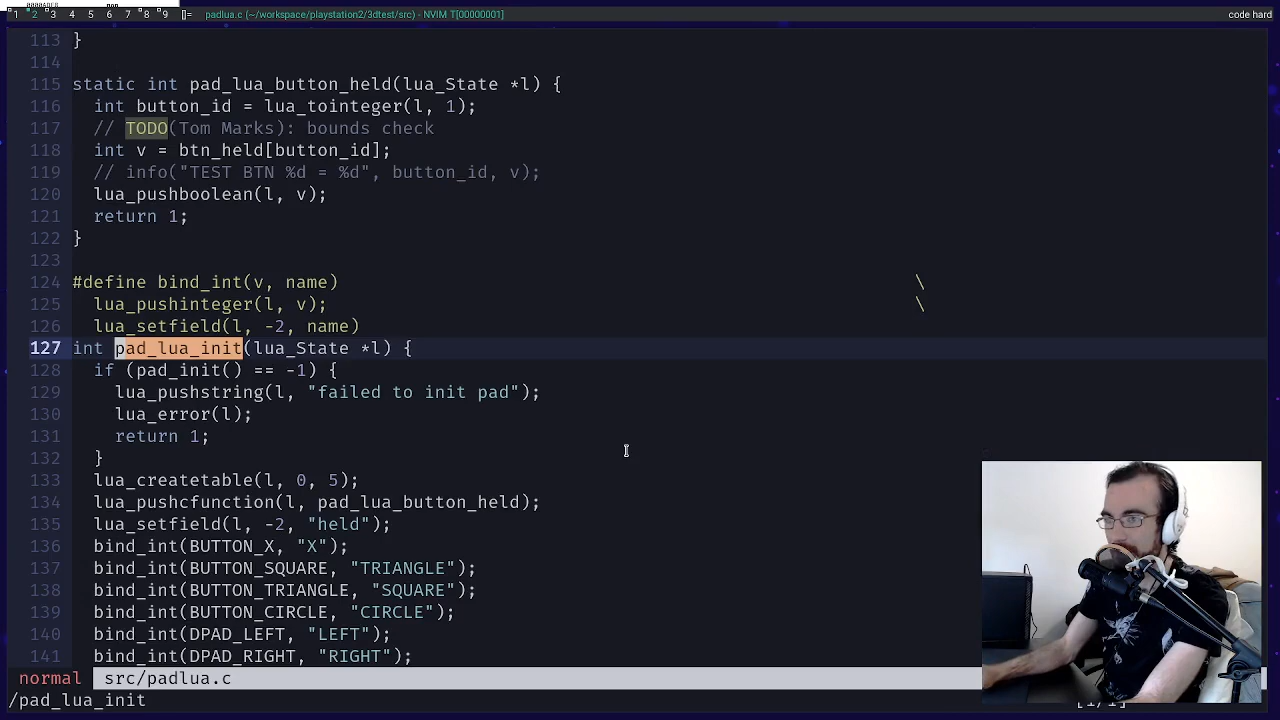 1 2 3 4 5 6 7 8 9 []= padlua.c (~/workspace/playstation2/3dtest/src) - NVIM T[00000001] code hard
113 }
114
115 static int pad_lua_button_held(lua_State *l) {
116 int button_id = lua_tointeger(l, 1);
117 // TODO(Tom Marks): bounds check
118 int v = btn_held[button_id];
119 // info("TEST BTN %d = %d", button_id, v);
120 lua_pushboolean(l, v);
121 return 1;
122 }
123
124 #define bind_int(v, name) \
125 lua_pushinteger(l, v); \
126 lua_setfield(l, -2, name)
127 int pad_lua_init(lua_State *l) {
128 if (pad_init() == -1) {
129 lua_pushstring(l, "failed to init pad");
130 lua_error(l);
131 return 1;
132 }
133 lua_createtable(l, 0, 5);
134 lua_pushcfunction(l, pad_lua_button_held);
135 lua_setfield(l, -2, "held");
136 bind_int(BUTTON_X, "X");
137 bind_int(BUTTON_SQUARE, "TRIANGLE");
138 bind_int(BUTTON_TRIANGLE, "SQUARE");
139 bind_int(BUTTON_CIRCLE, "CIRCLE");
140 bind_int(DPAD_LEFT, "LEFT");
141 bind_int(DPAD_RIGHT, "RIGHT");
normal src/padlua.c
/pad_lua_init